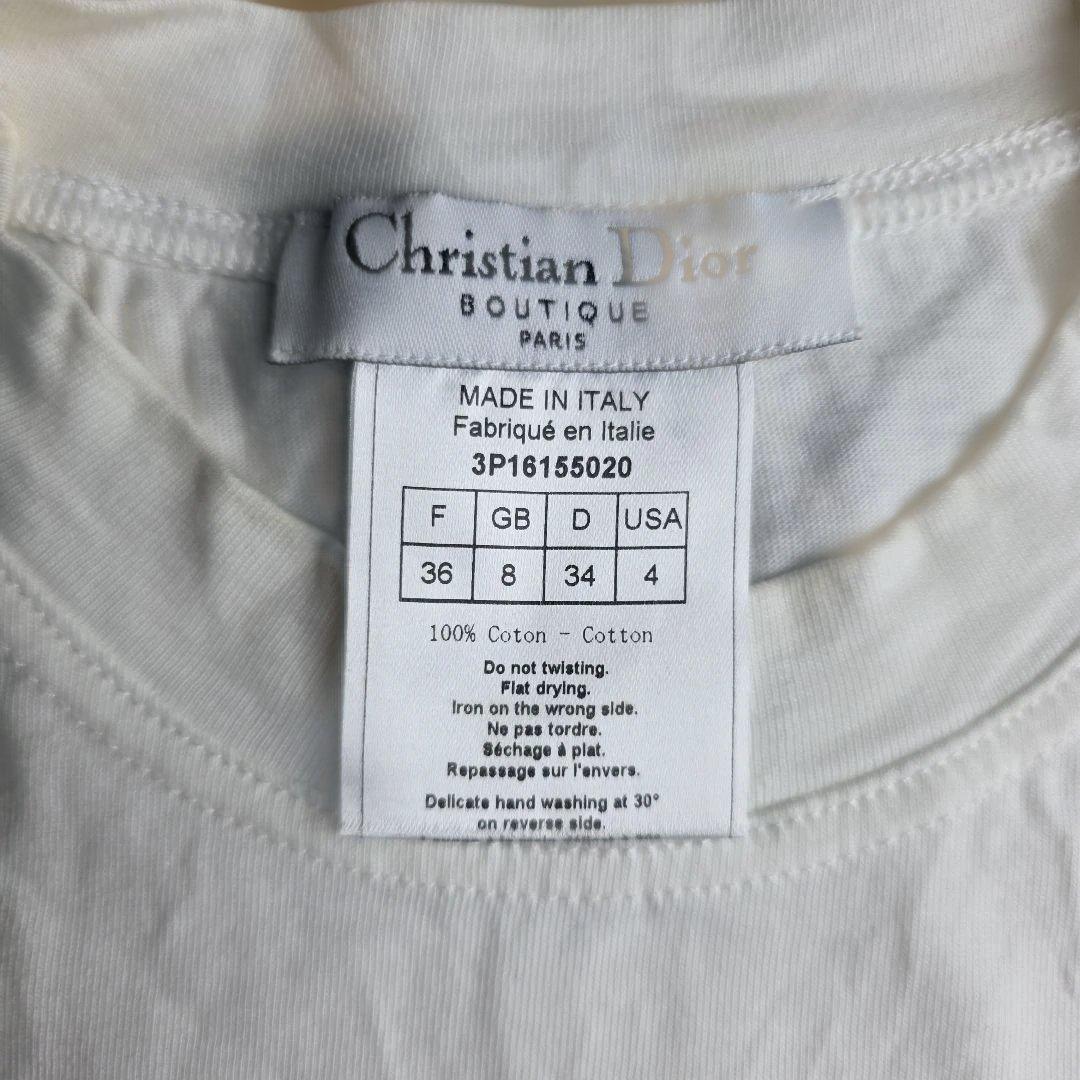 Christian Dior
BOUTIQUE
PARIS
MADE IN ITALY
Fabriqué en Italie
3P16155020
F GB D USA
36 8 34 4
100% Coton - Cotton
Do not twisting.
Flat drying.
Iron on the wrong side.
Ne pas tordre.
Séchage à plat.
Repassage sur l'envers.
Delicate hand washing at 30°
on reverse side.